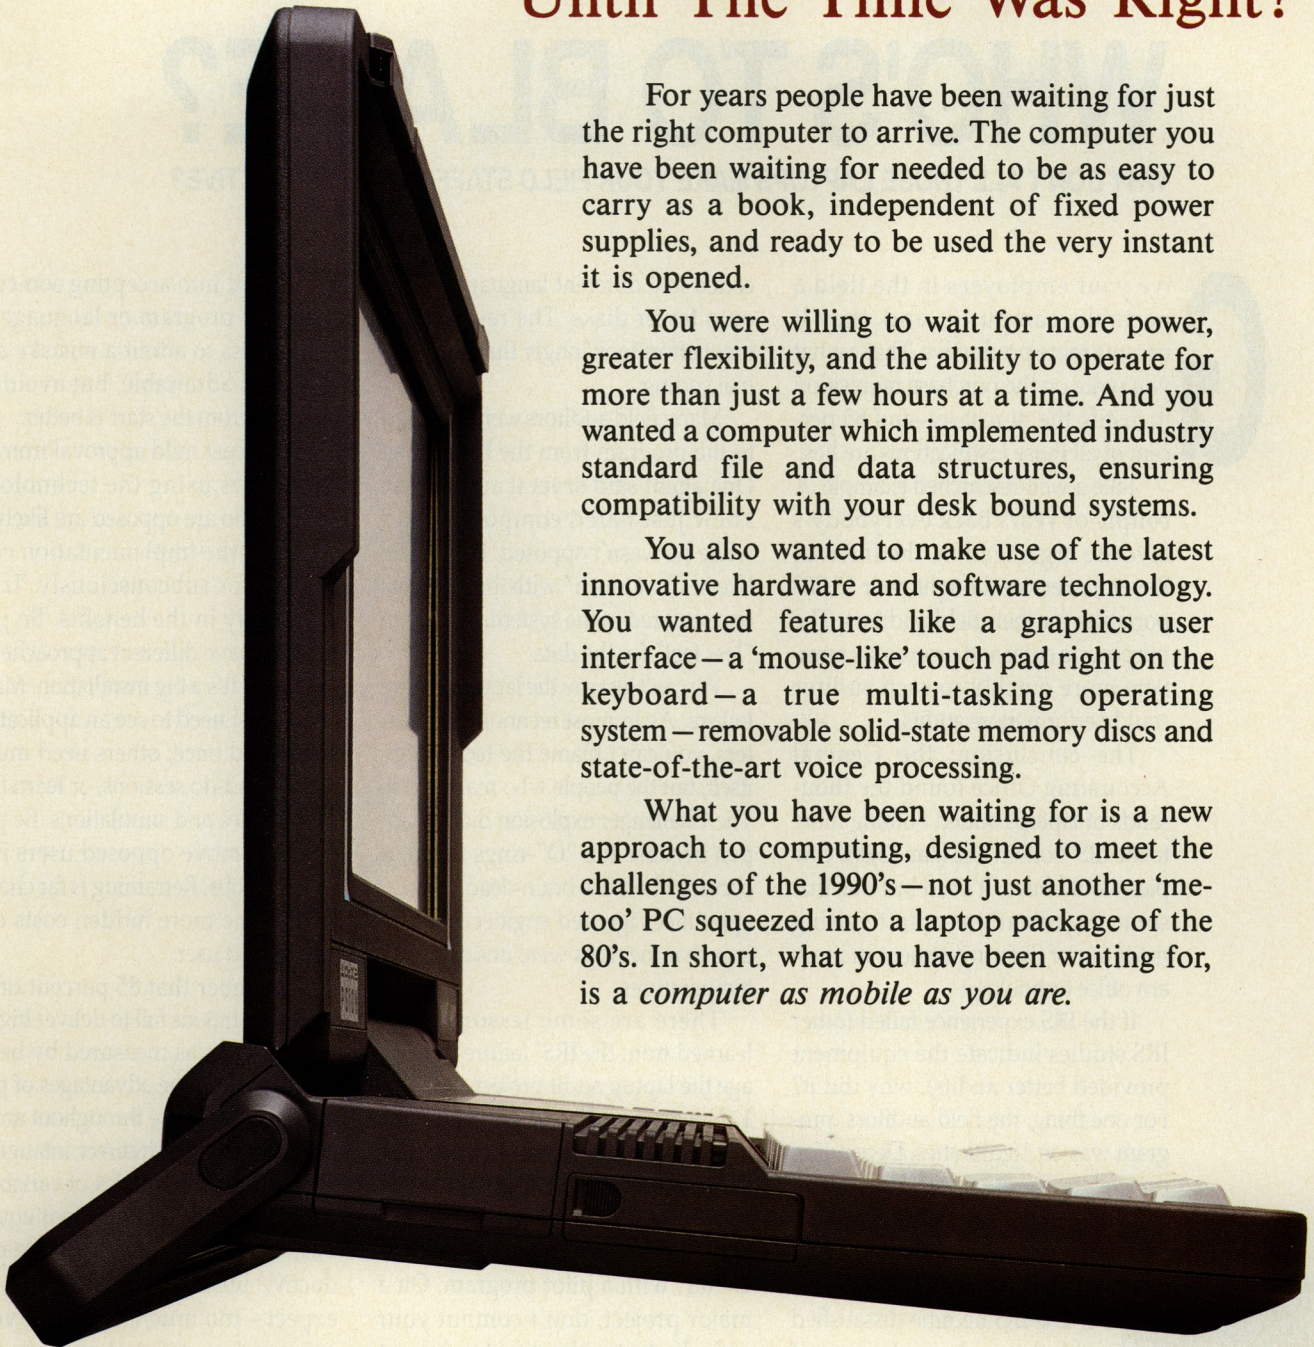 Until The Time Was Right?
For years people have been waiting for just
the right computer to arrive. The computer you
have been waiting for needed to be as easy to
carry as a book, independent of fixed power
supplies, and ready to be used the very instant
it is opened.
You were willing to wait for more power,
greater flexibility, and the ability to operate for
more than just a few hours at a time. And you
wanted a computer which implemented industry
standard file and data structures, ensuring
compatibility with your desk bound systems.
You also wanted to make use of the latest
innovative hardware and software technology.
You wanted features like a graphics user
interface—a ‘mouse-like’ touch pad right on the
keyboard—a true multi-tasking operating
system—removable solid-state memory discs and
state-of-the-art voice processing.
What you have been waiting for is a new
approach to computing, designed to meet the
challenges of the 1990's—not just another ‘me-
too’ PC squeezed into a laptop package of the
80's. In short, what you have been waiting for,
is a computer as mobile as you are.